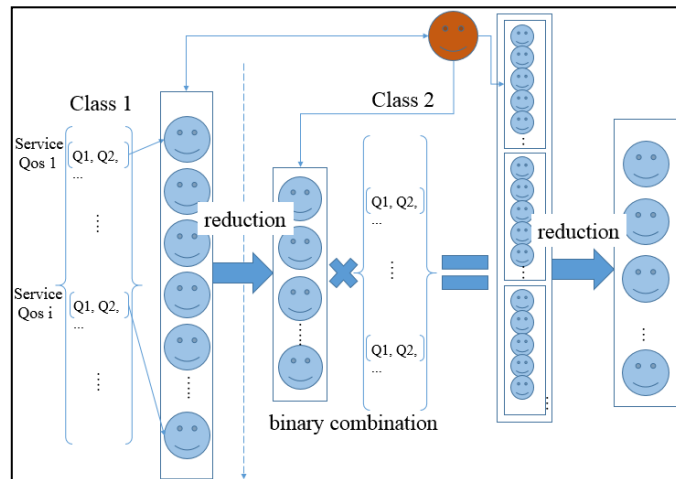 Class 1
Class 2
Service
Qos 1
Q1, Q2,
...
Service
Qos i
Q1, Q2,
...
reduction
Q1, Q2,
...
Q1, Q2,
...
binary combination
reduction